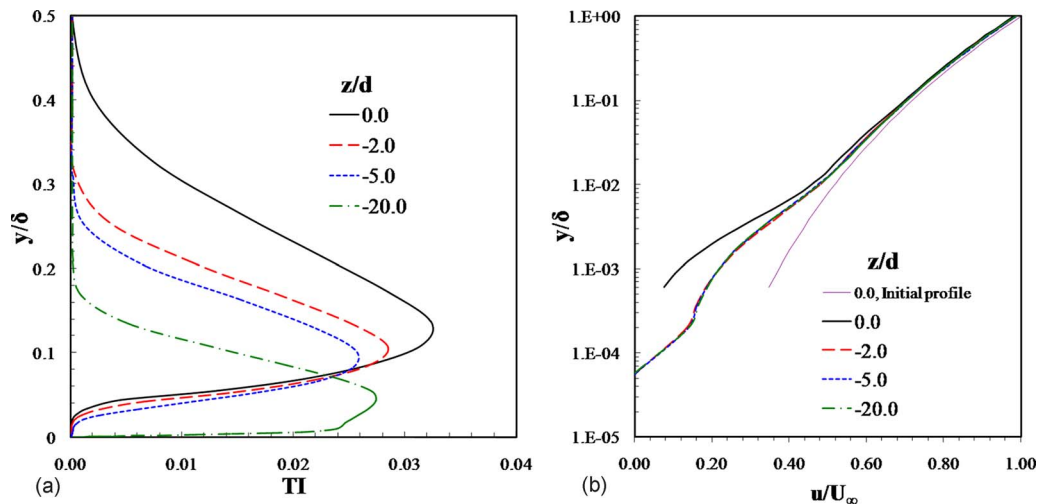 0.5
0.4
0.3
0.2
0.1
0
y/δ
0.00
0.01
0.02
0.03
0.04
TI
(a)
z/d
0.0
-2.0
-5.0
-20.0
1.E+00
1.E-01
1.E-02
1.E-03
1.E-04
1.E-05
y/δ
0.00
0.20
0.40
0.60
0.80
1.00
u/U∞
(b)
z/d
0.0, Initial profile
0.0
-2.0
-5.0
-20.0